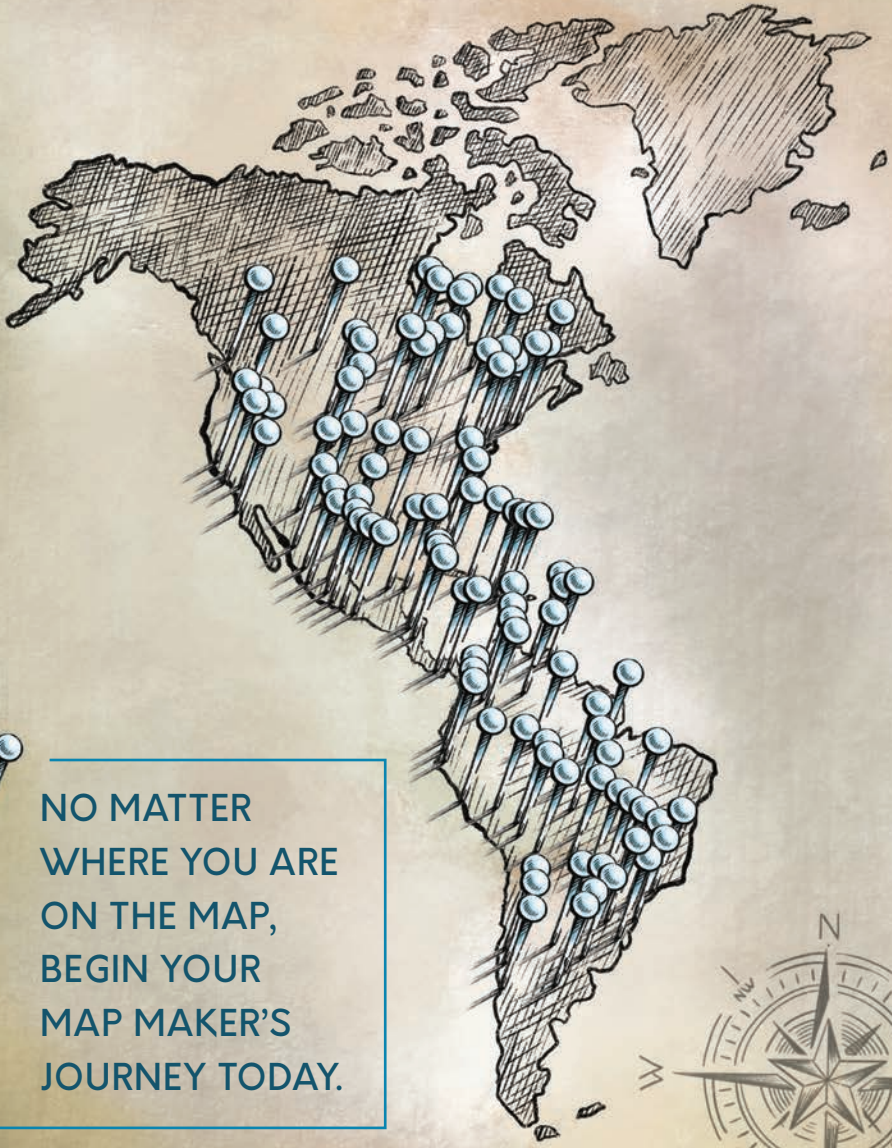 NO MATTER
WHERE YOU ARE
ON THE MAP,
BEGIN YOUR
MAP MAKER'S
JOURNEY TODAY.
N
NW
W